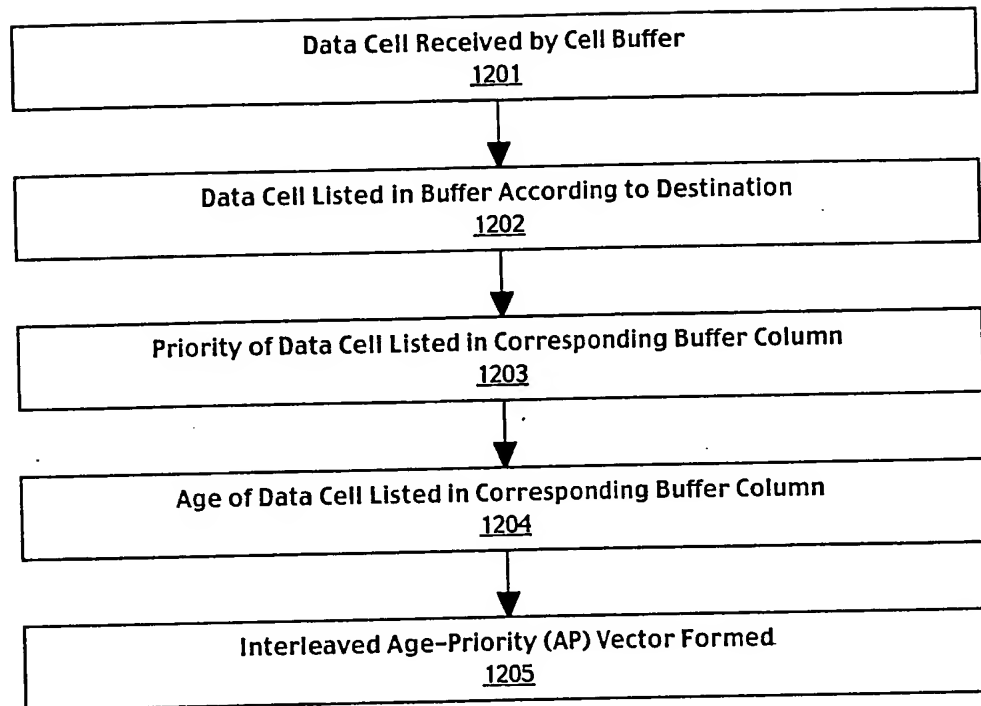 Data Cell Received by Cell Buffer
1201
Data Cell Listed in Buffer According to Destination
1202
Priority of Data Cell Listed in Corresponding Buffer Column
1203
Age of Data Cell Listed in Corresponding Buffer Column
1204
Interleaved Age-Priority (AP) Vector Formed
1205